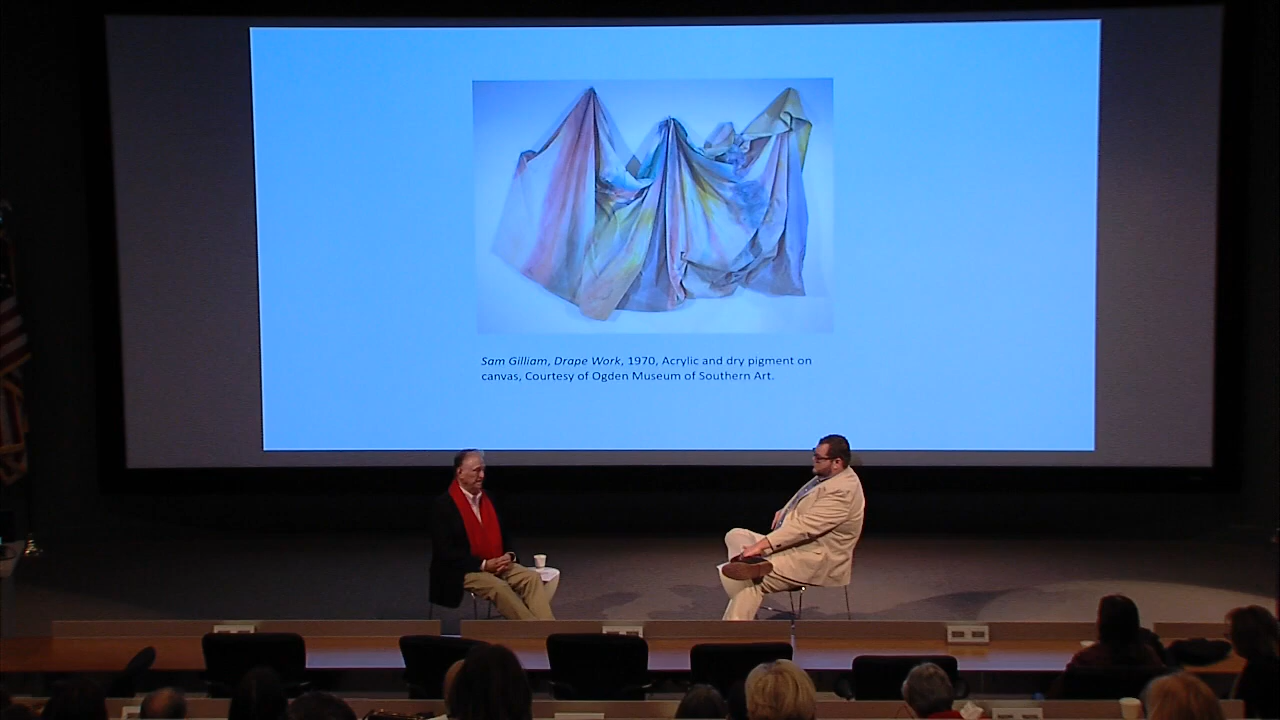 Sam Gilliam, Drape Work, 1970, Acrylic and dry pigment on
canvas, Courtesy of Ogden Museum of Southern Art.